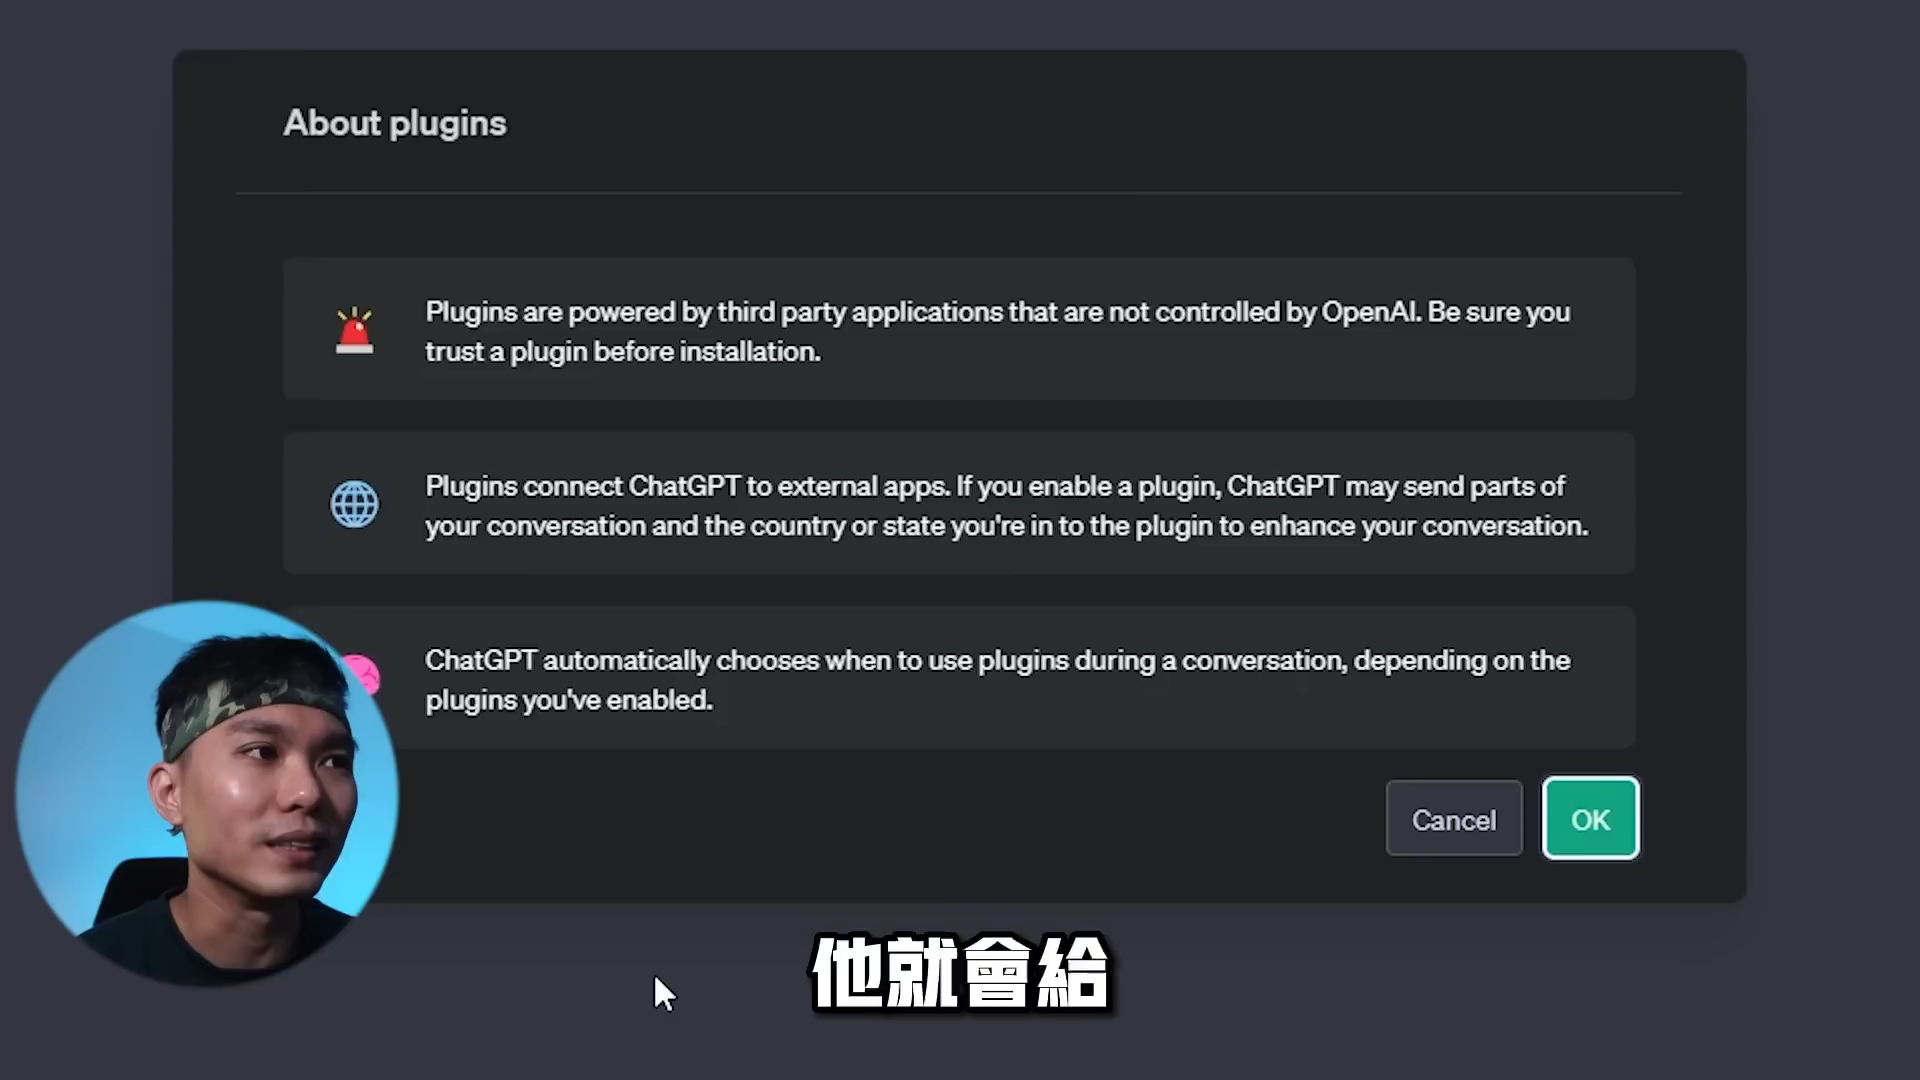 About plugins
Plugins are powered by third party applications that are not controlled by OpenAI. Be sure you
trust a plugin before installation.
Plugins connect ChatGPT to external apps. If you enable a plugin, ChatGPT may send parts of
your conversation and the country or state you're in to the plugin to enhance your conversation.
ChatGPT automatically chooses when to use plugins during a conversation, depending on the
plugins you've enabled.
Cancel
OK
他就會給